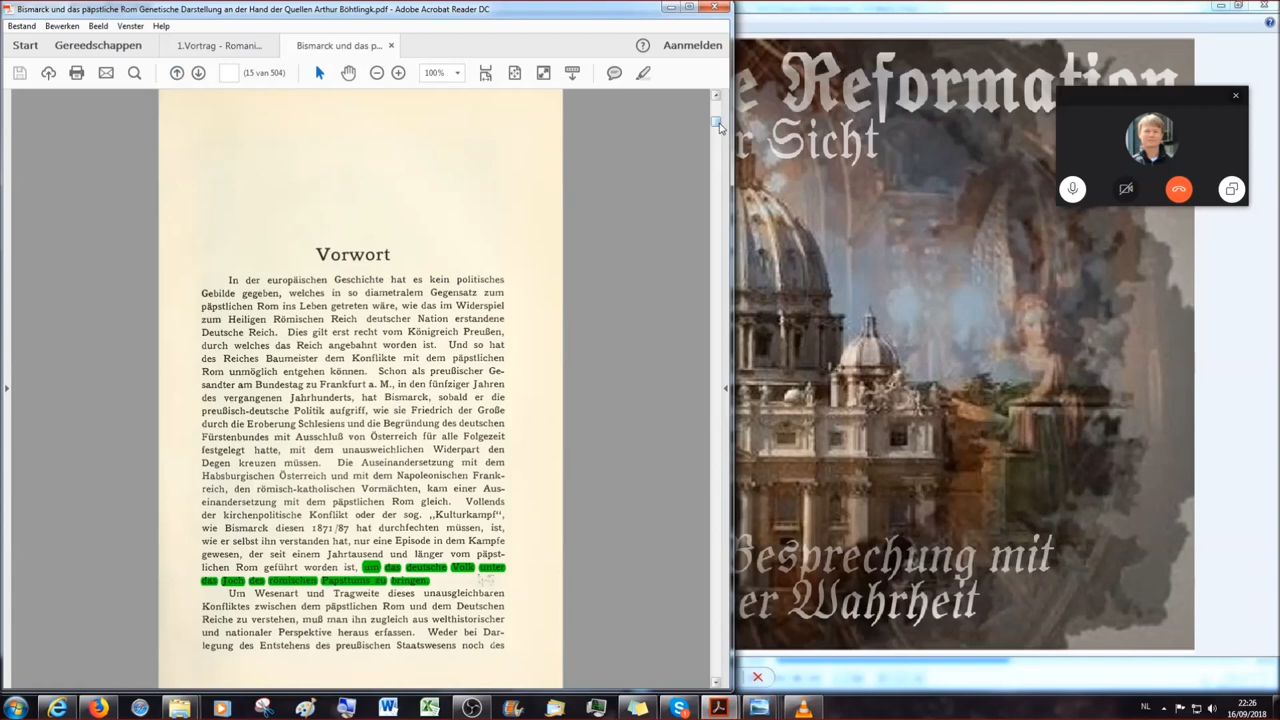 Bismarck und das päpstliche Rom Genetische Darstellung an der Hand der Quellen Arthur Böhtlingk.pdf - Adobe Acrobat Reader DC
Bestand Bewerken Beeld Venster Help
Start Gereedschappen 1.Vortrag - Romani... Bismarck und das p... × Anmelden
(15 van 504) 100%
Vorwort
In der europäischen Geschichte hat es kein politisches
Gebilde gegeben, welches in so diametralem Gegensatz zum
päpstlichen Rom ins Leben getreten wäre, wie das im Widerspiel
zum Heiligen Römischen Reich deutscher Nation erstandene
Deutsche Reich. Dies gilt erst recht vom Königreich Preußen,
durch welches das Reich angebahnt worden ist. Und so hat
des Reiches Baumeister dem Konflikte mit dem päpstlichen
Rom unmöglich entgehen können. Schon als preußischer Ge-
sandter am Bundestag zu Frankfurt a. M., in den fünfziger Jahren
des vergangenen Jahrhunderts, hat Bismarck, sobald er die
preußisch-deutsche Politik aufgriff, wie sie Friedrich der Große
durch die Eroberung Schlesiens und die Begründung des deutschen
Fürstenbundes mit Ausschluß von Österreich für alle Folgezeit
festgelegt hatte, mit dem unausweichlichen Widerpart den
Degen kreuzen müssen. Die Auseinandersetzung mit dem
Habsburgischen Österreich und mit dem Napoleonischen Frank-
reich, den römisch-katholischen Vormächten, kam einer Aus-
einandersetzung mit dem päpstlichen Rom gleich. Vollends
der kirchenpolitische Konflikt oder der sog. „Kulturkampf“,
wie Bismarck diesen 1871/87 hat durchfechten müssen, ist,
wie er selbst ihn verstanden hat, nur eine Episode in dem Kampfe
gewesen, der seit einem Jahrtausend und länger vom päpst-
lichen Rom geführt worden ist, um das deutsche Volk unter
das Joch des römischen Papsttums zu bringen.
Um Wesenart und Tragweite dieses unausgleichbaren
Konfliktes zwischen dem päpstlichen Rom und dem Deutschen
Reiche zu verstehen, muß man ihn zugleich aus welthistorischer
und nationaler Perspektive heraus erfassen. Weder bei Dar-
legung des Entstehens des preußischen Staatswesens noch des
e Reformation
r Sicht
Besprechung mit
er Wahrheit
NL 22:26
16/09/2018